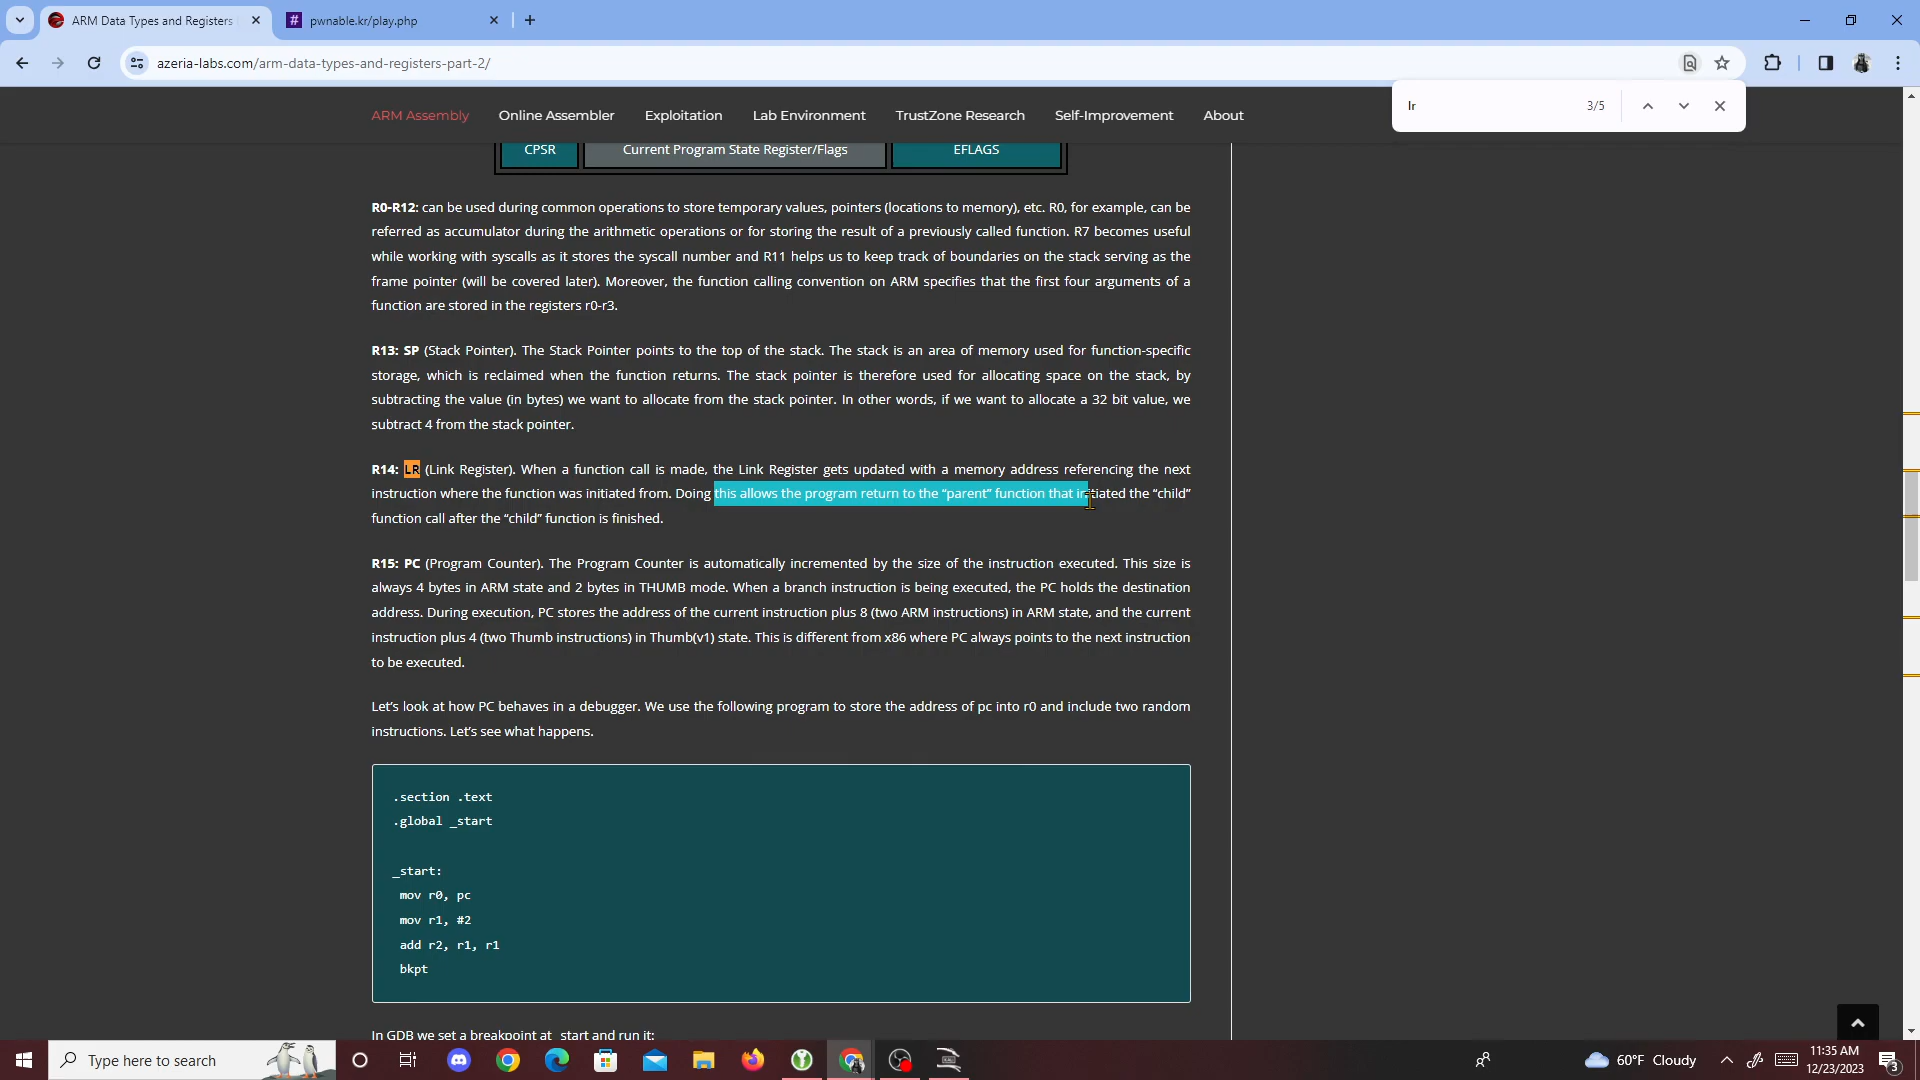 ARM Data Types and Registers
pwnable.kr/play.php
azeria-labs.com/arm-data-types-and-registers-part-2/
lr
3/5
ARM Assembly
Online Assembler
Exploitation
Lab Environment
TrustZone Research
Self-Improvement
About
CPSR
Current Program State Register/Flags
EFLAGS
R0-R12: can be used during common operations to store temporary values, pointers (locations to memory), etc. R0, for example, can be
referred as accumulator during the arithmetic operations or for storing the result of a previously called function. R7 becomes useful
while working with syscalls as it stores the syscall number and R11 helps us to keep track of boundaries on the stack serving as the
frame pointer (will be covered later). Moreover, the function calling convention on ARM specifies that the first four arguments of a
function are stored in the registers r0-r3.
R13: SP (Stack Pointer). The Stack Pointer points to the top of the stack. The stack is an area of memory used for function-specific
storage, which is reclaimed when the function returns. The stack pointer is therefore used for allocating space on the stack, by
subtracting the value (in bytes) we want to allocate from the stack pointer. In other words, if we want to allocate a 32 bit value, we
subtract 4 from the stack pointer.
R14: LR (Link Register). When a function call is made, the Link Register gets updated with a memory address referencing the next
instruction where the function was initiated from. Doing this allows the program return to the “parent” function that initiated the “child”
function call after the “child” function is finished.
R15: PC (Program Counter). The Program Counter is automatically incremented by the size of the instruction executed. This size is
always 4 bytes in ARM state and 2 bytes in THUMB mode. When a branch instruction is being executed, the PC holds the destination
address. During execution, PC stores the address of the current instruction plus 8 (two ARM instructions) in ARM state, and the current
instruction plus 4 (two Thumb instructions) in Thumb(v1) state. This is different from x86 where PC always points to the next instruction
to be executed.
Let’s look at how PC behaves in a debugger. We use the following program to store the address of pc into r0 and include two random
instructions. Let’s see what happens.
.section .text
.global _start
_start:
mov r0, pc
mov r1, #2
add r2, r1, r1
bkpt
In GDB we set a breakpoint at _start and run it:
Type here to search
60°F Cloudy
11:35 AM
12/23/2023
3